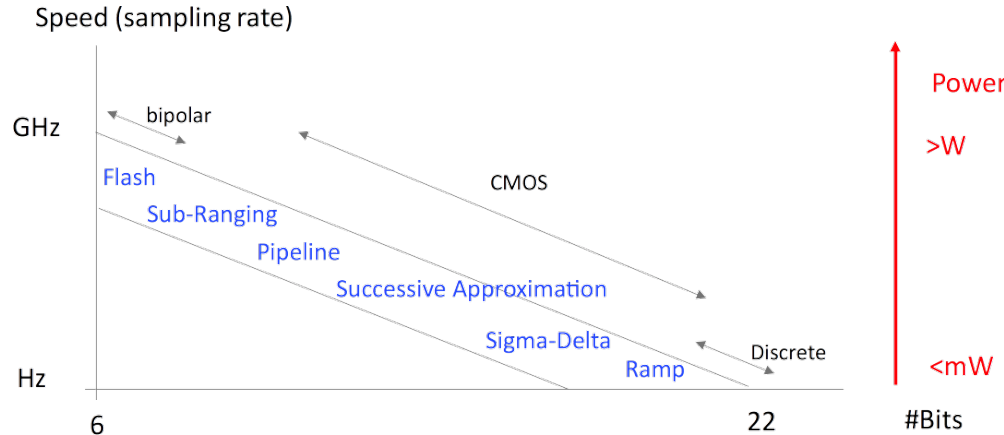 Speed (sampling rate)
Power
bipolar
GHz
>W
CMOS
Flash
Sub-Ranging
Pipeline
Successive Approximation
Sigma-Delta
Discrete
Ramp
<mW
Hz
6
22
#Bits